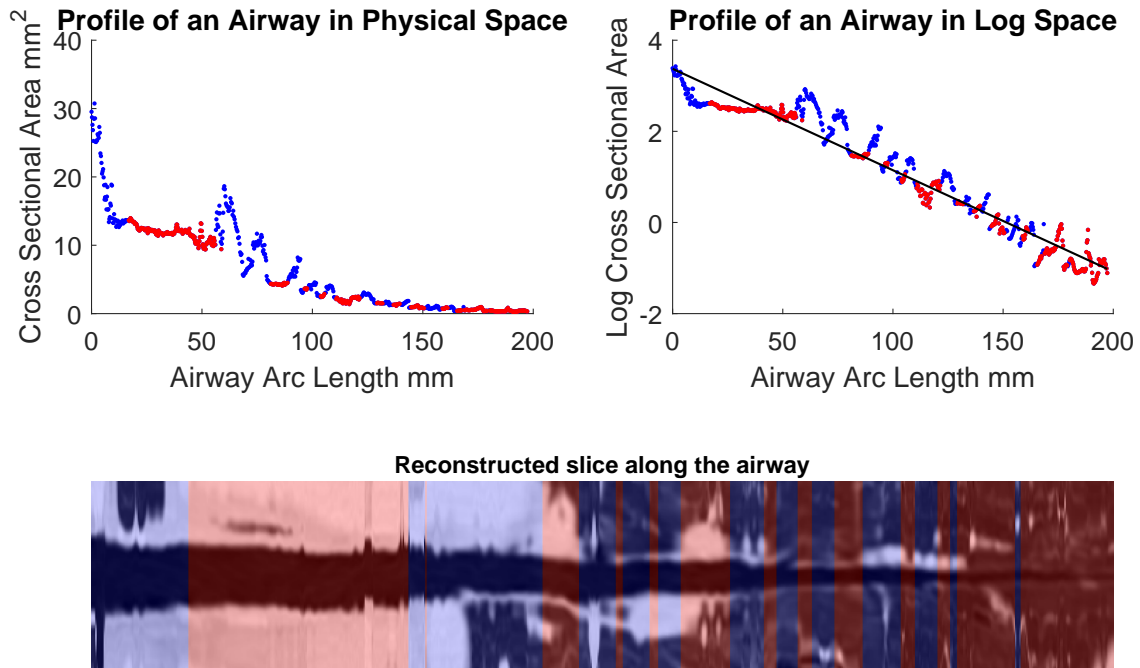 Profile of an Airway in Physical Space
Cross Sectional Area mm²
40
30
20
10
0
0 50 100 150 200
Airway Arc Length mm
Profile of an Airway in Log Space
Log Cross Sectional Area
4
2
0
-2
0 50 100 150 200
Airway Arc Length mm
Reconstructed slice along the airway